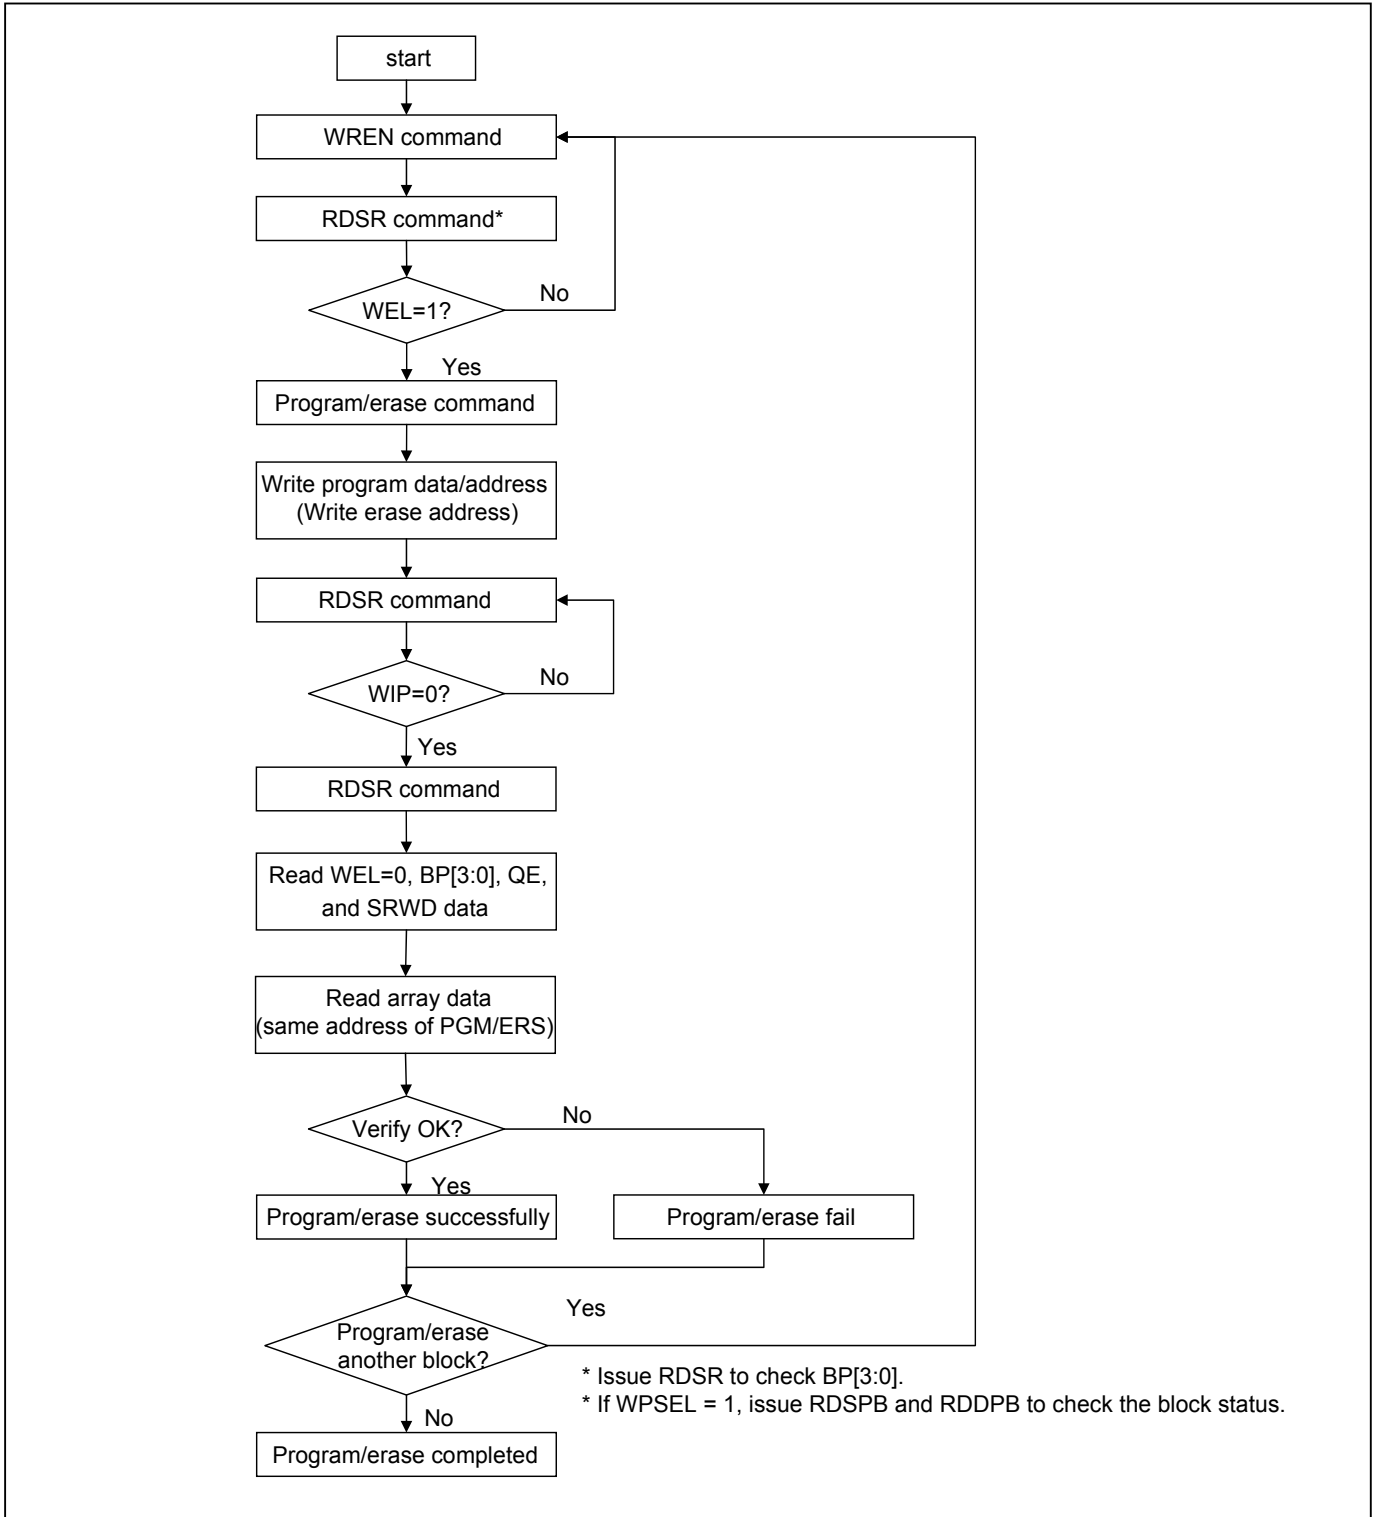 start
WREN command
RDSR command*
WEL=1?
No
Yes
Program/erase command
Write program data/address
(Write erase address)
RDSR command
WIP=0?
No
Yes
RDSR command
Read WEL=0, BP[3:0], QE,
and SRWD data
Read array data
(same address of PGM/ERS)
Verify OK?
No
Yes
Program/erase successfully
Program/erase fail
Yes
Program/erase
another block?
* Issue RDSR to check BP[3:0].
* If WPSEL = 1, issue RDSPB and RDDPB to check the block status.
No
Program/erase completed